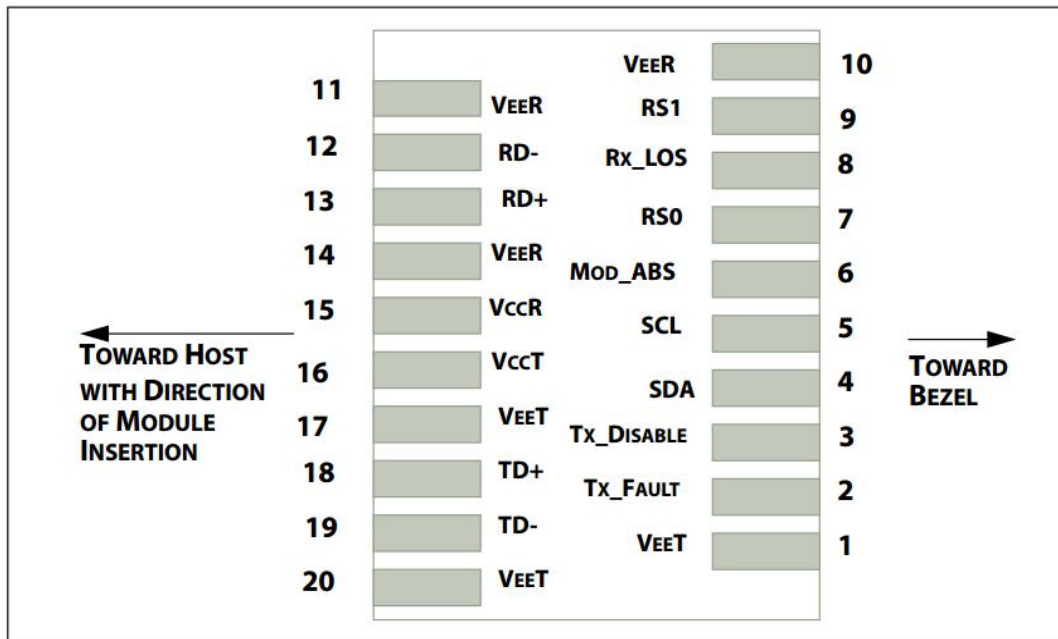 11 VEER
12 RD-
13 RD+
14 VEER
15 VCCR
16 VCCT
17 VEET
18 TD+
19 TD-
20 VEET
VEER 10
RS1 9
RX_LOS 8
RS0 7
MOD_ABS 6
SCL 5
SDA 4
TX_DISABLE 3
TX_FAULT 2
VEET 1
TOWARD HOST
WITH DIRECTION
OF MODULE
INSERTION
TOWARD
BEZEL